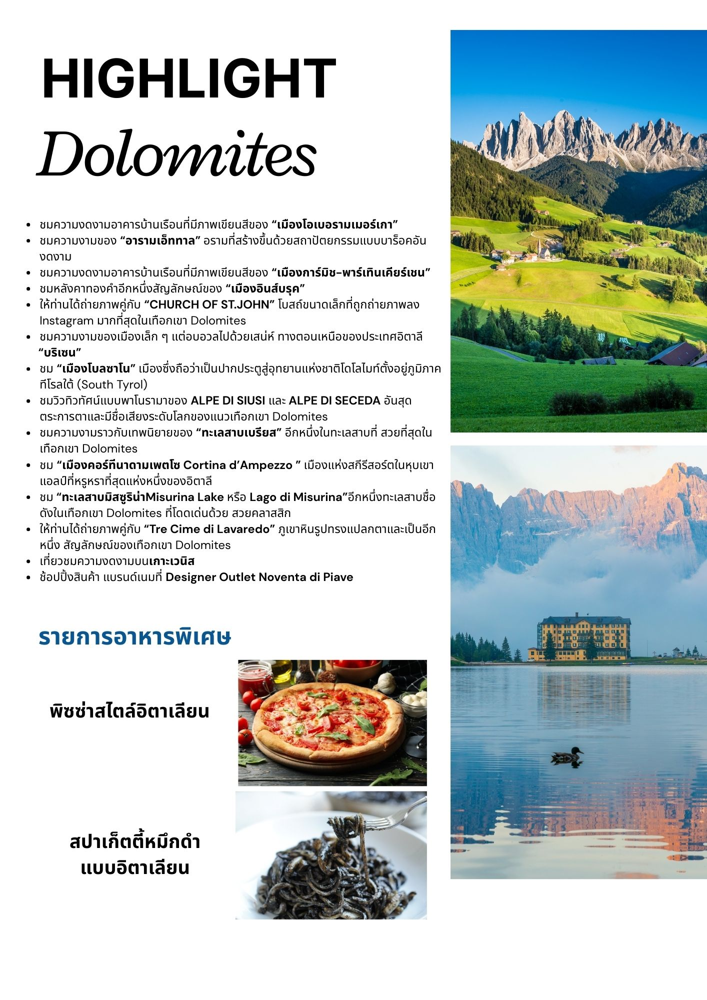 HIGHLIGHT
Dolomites
• ชมความงดงามอาคารบ้านเรือนที่มีภาพเขียนสีของ “เมืองโอเบอรามเมอร์เกา”
• ชมความงามของ “อารามเอ็ททาล” อรามที่สร้างขึ้นด้วยสถาปัตยกรรมแบบบาร็อคอัน
งดงาม
• ชมความงดงามอาคารบ้านเรือนที่มีภาพเขียนสีของ “เมืองการ์มิช-พาร์เทินเคียร์เชน”
• ชมหลังคาทองคำอีกหนึ่งสัญลักษณ์ของ “เมืองอินส์บรุค”
• ให้ท่านได้ถ่ายภาพคู่กับ “CHURCH OF ST.JOHN” โบสถ์ขนาดเล็กที่ถูกถ่ายภาพลง
Instagram มากที่สุดในเทือกเขา Dolomites
• ชมความงามของเมืองเล็ก ๆ แต่อบอวลไปด้วยเสน่ห์ ทางตอนเหนือของประเทศอิตาลี
“บริเซน”
• ชม “เมืองโบลซาโน” เมืองซึ่งถือว่าเป็นปากประตูสู่อุทยานแห่งชาติโดโลไมท์ตั้งอยู่ภูมิภาค
ทีโรลใต้ (South Tyrol)
• ชมวิวทิวทัศน์แบบพาโนรามาของ ALPE DI SIUSI และ ALPE DI SECEDA อันสุด
ตระการตาและมีชื่อเสียงระดับโลกของแนวเทือกเขา Dolomites
• ชมความงามราวกับเทพนิยายของ “ทะเลสาบเบรียส” อีกหนึ่งในทะเลสาบที่ สวยที่สุดใน
เทือกเขา Dolomites
• ชม “เมืองคอร์ทีนาดามเพตโซ Cortina d’Ampezzo ” เมืองแห่งสกีรีสอร์ตในหุบเขา
แอลป์ที่หรูหราที่สุดแห่งหนึ่งของอิตาลี
• ชม “ทะเลสาบมิสซูริน่าMisurina Lake หรือ Lago di Misurina”อีกหนึ่งทะเลสาบชื่อ
ดังในเทือกเขา Dolomites ที่โดดเด่นด้วย สวยคลาสสิก
• ให้ท่านได้ถ่ายภาพคู่กับ “Tre Cime di Lavaredo” ภูเขาหินรูปทรงแปลกตาและเป็นอีก
หนึ่ง สัญลักษณ์ของเทือกเขา Dolomites
• เที่ยวชมความงดงามบนเกาะเวนิส
• ช้อปปิ้งสินค้า แบรนด์เนมที่ Designer Outlet Noventa di Piave
รายการอาหารพิเศษ
พิซซ่าสไตล์อิตาเลียน
สปาเก็ตตี้หมึกดำ
แบบอิตาเลียน